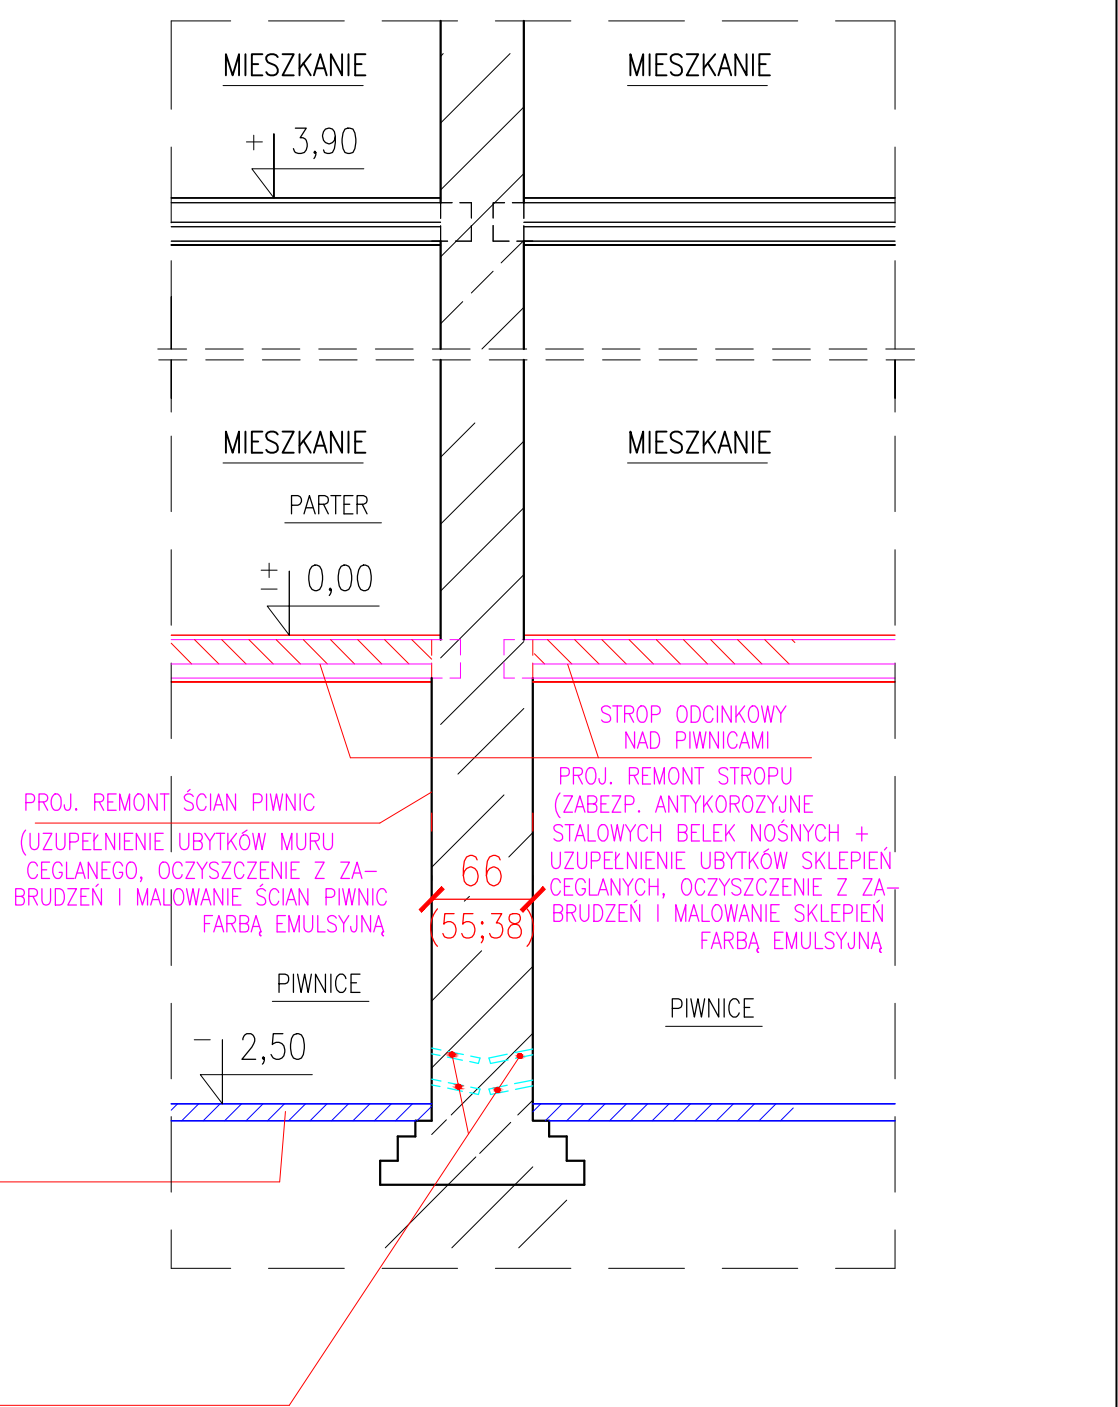 MIESZKANIE
MIESZKANIE
+ 3,90
MIESZKANIE
MIESZKANIE
PARTER
± 0,00
STROP ODCINKOWY
NAD PIWNICAMI
PROJ. REMONT ŚCIAN PIWNIC
(UZUPEŁNIENIE UBYTKÓW MURU
CEGLANEGO, OCZYSZCZENIE Z ZA-
BRUDZEŃ I MALOWANIE ŚCIAN PIWNIC
FARBĄ EMULSYJNĄ
PROJ. REMONT STROPU
(ZABEZP. ANTYKOROZYJNE
STALOWYCH BELEK NOŚNYCH +
UZUPEŁNIENIE UBYTKÓW SKLEPIEŃ
CEGLANYCH, OCZYSZCZENIE Z ZA-
BRUDZEŃ I MALOWANIE SKLEPIEŃ
FARBĄ EMULSYJNĄ
66
(55;38)
PIWNICE
PIWNICE
- 2,50